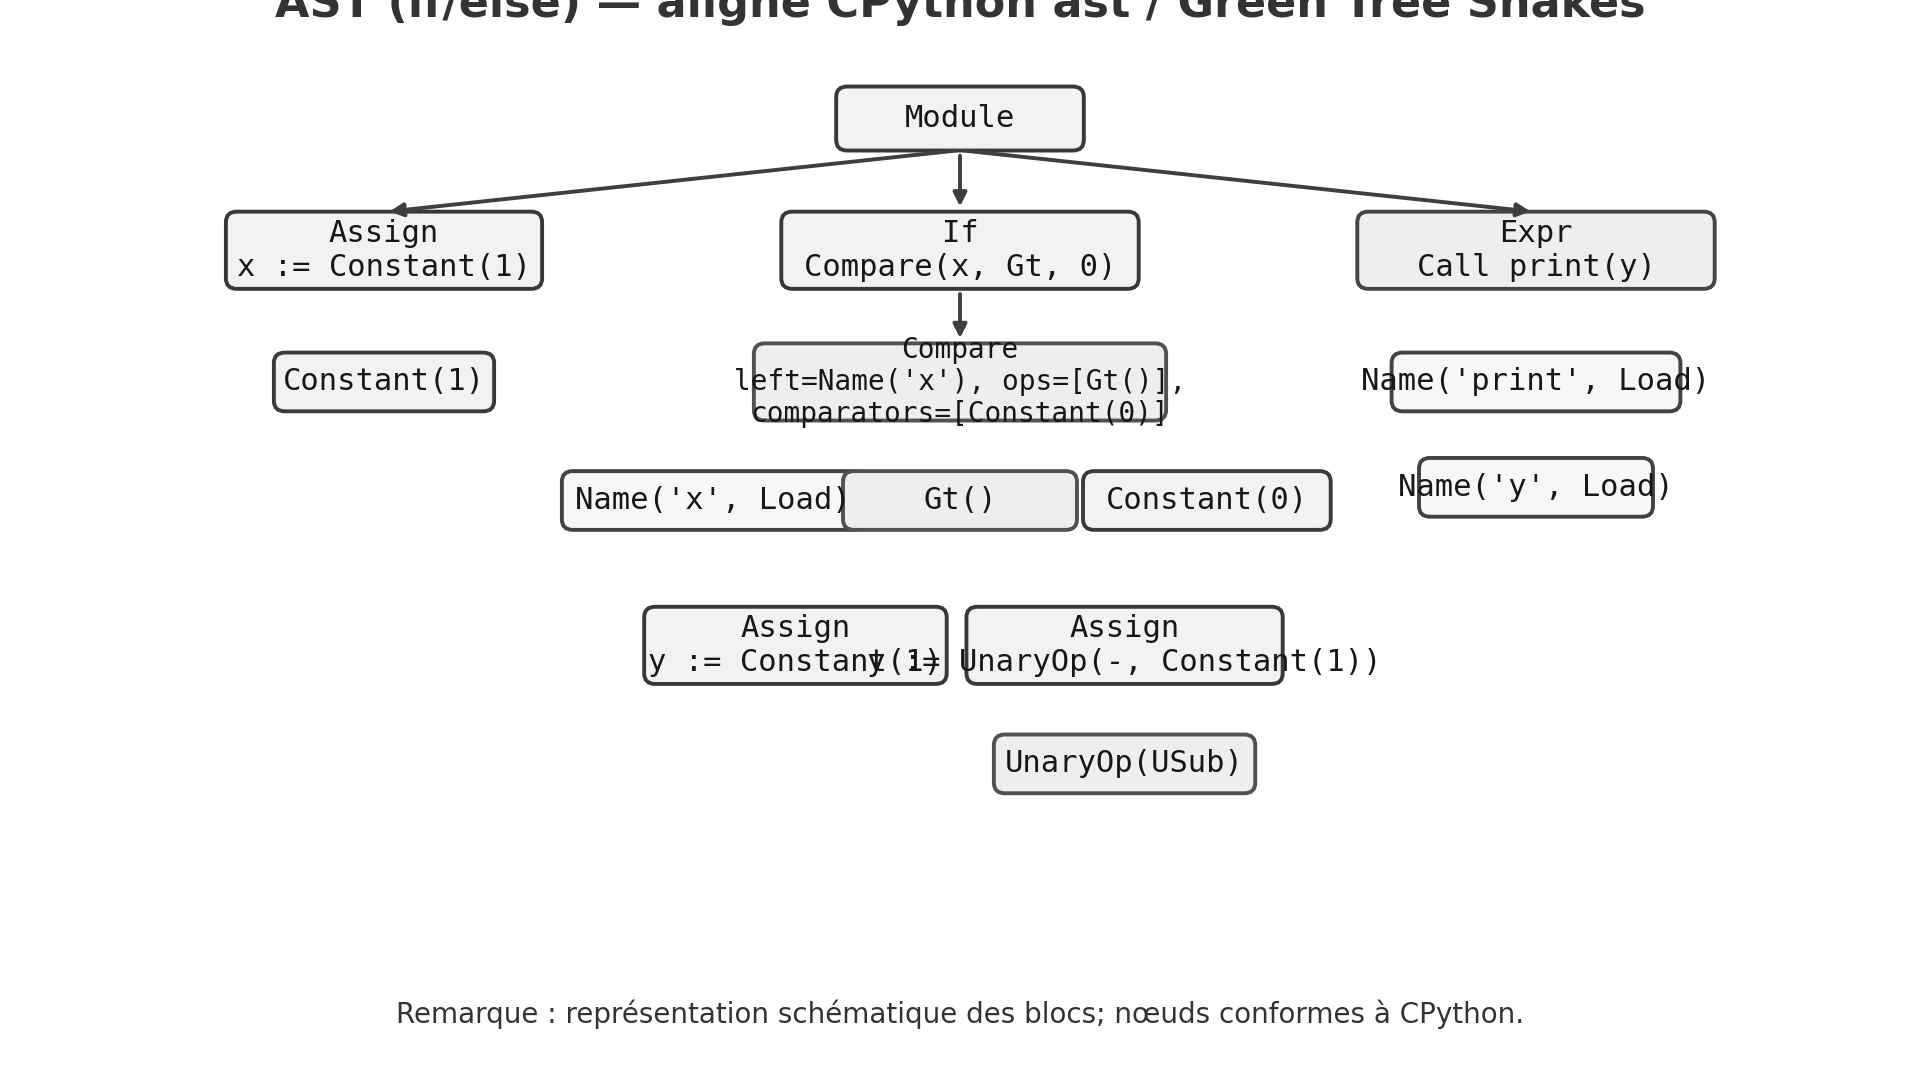 AST (if/else) — aligné CPython ast / Green Tree Snakes
Module
Assign
x := Constant(1)
If
Compare(x, Gt, 0)
Expr
Call print(y)
Constant(1)
Compare
left=Name('x'), ops=[Gt()],
comparators=[Constant(0)]
Name('print', Load)
Name('x', Load)
Gt()
Constant(0)
Name('y', Load)
Assign
y := Constant(1)
Assign
y := UnaryOp(-, Constant(1))
UnaryOp(USub)
Remarque : représentation schématique des blocs; nœuds conformes à CPython.